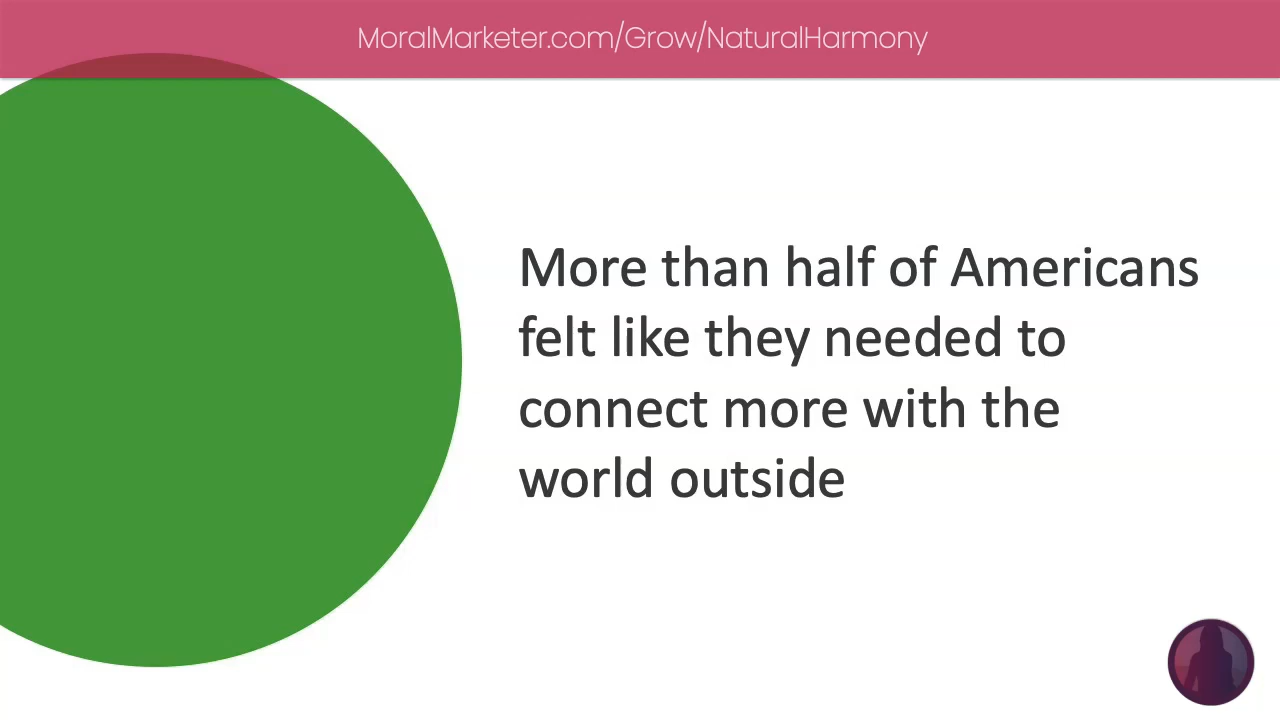 MoralMarketer.com/Grow/NaturalHarmony
More than half of Americans
felt like they needed to
connect more with the
world outside